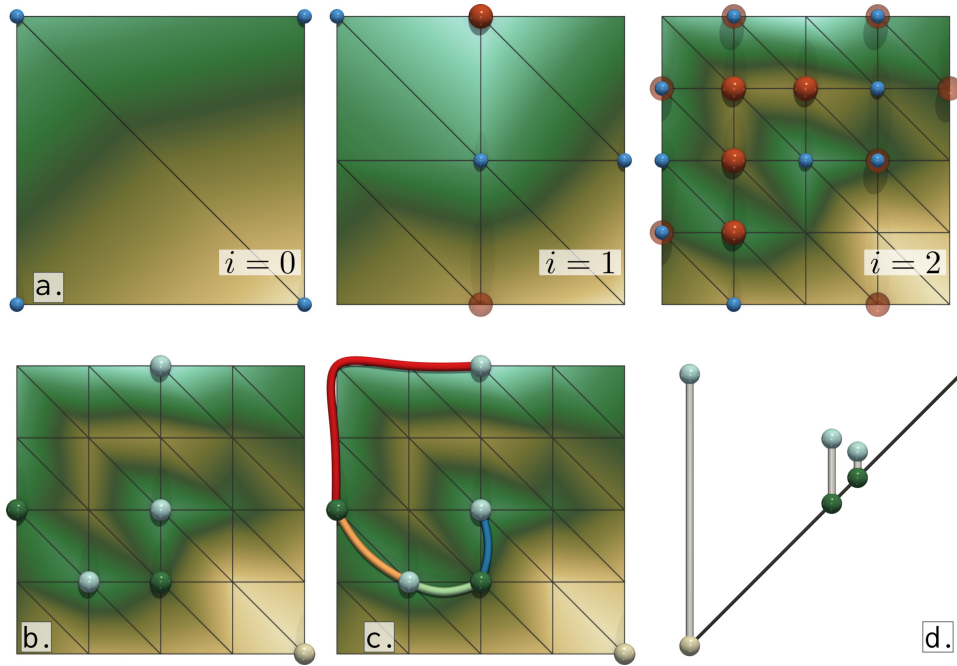 i = 0
i = 1
i = 2
a.
b.
c.
d.